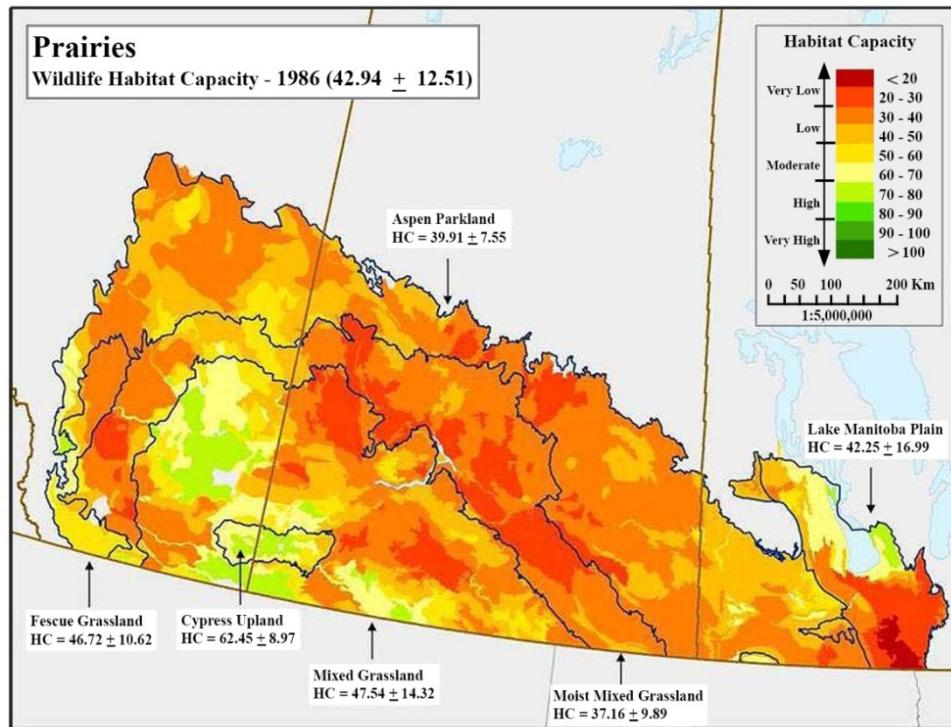 Prairies
Wildlife Habitat Capacity - 1986 (42.94 ± 12.51)
Habitat Capacity
Very Low
Low
Moderate
High
Very High
< 20
20 - 30
30 - 40
40 - 50
50 - 60
60 - 70
70 - 80
80 - 90
90 - 100
> 100
0 50 100 200 Km
1:5,000,000
Aspen Parkland
HC = 39.91 ± 7.55
Lake Manitoba Plain
HC = 42.25 ± 16.99
Fescue Grassland
HC = 46.72 ± 10.62
Cypress Upland
HC = 62.45 ± 8.97
Mixed Grassland
HC = 47.54 ± 14.32
Moist Mixed Grassland
HC = 37.16 ± 9.89